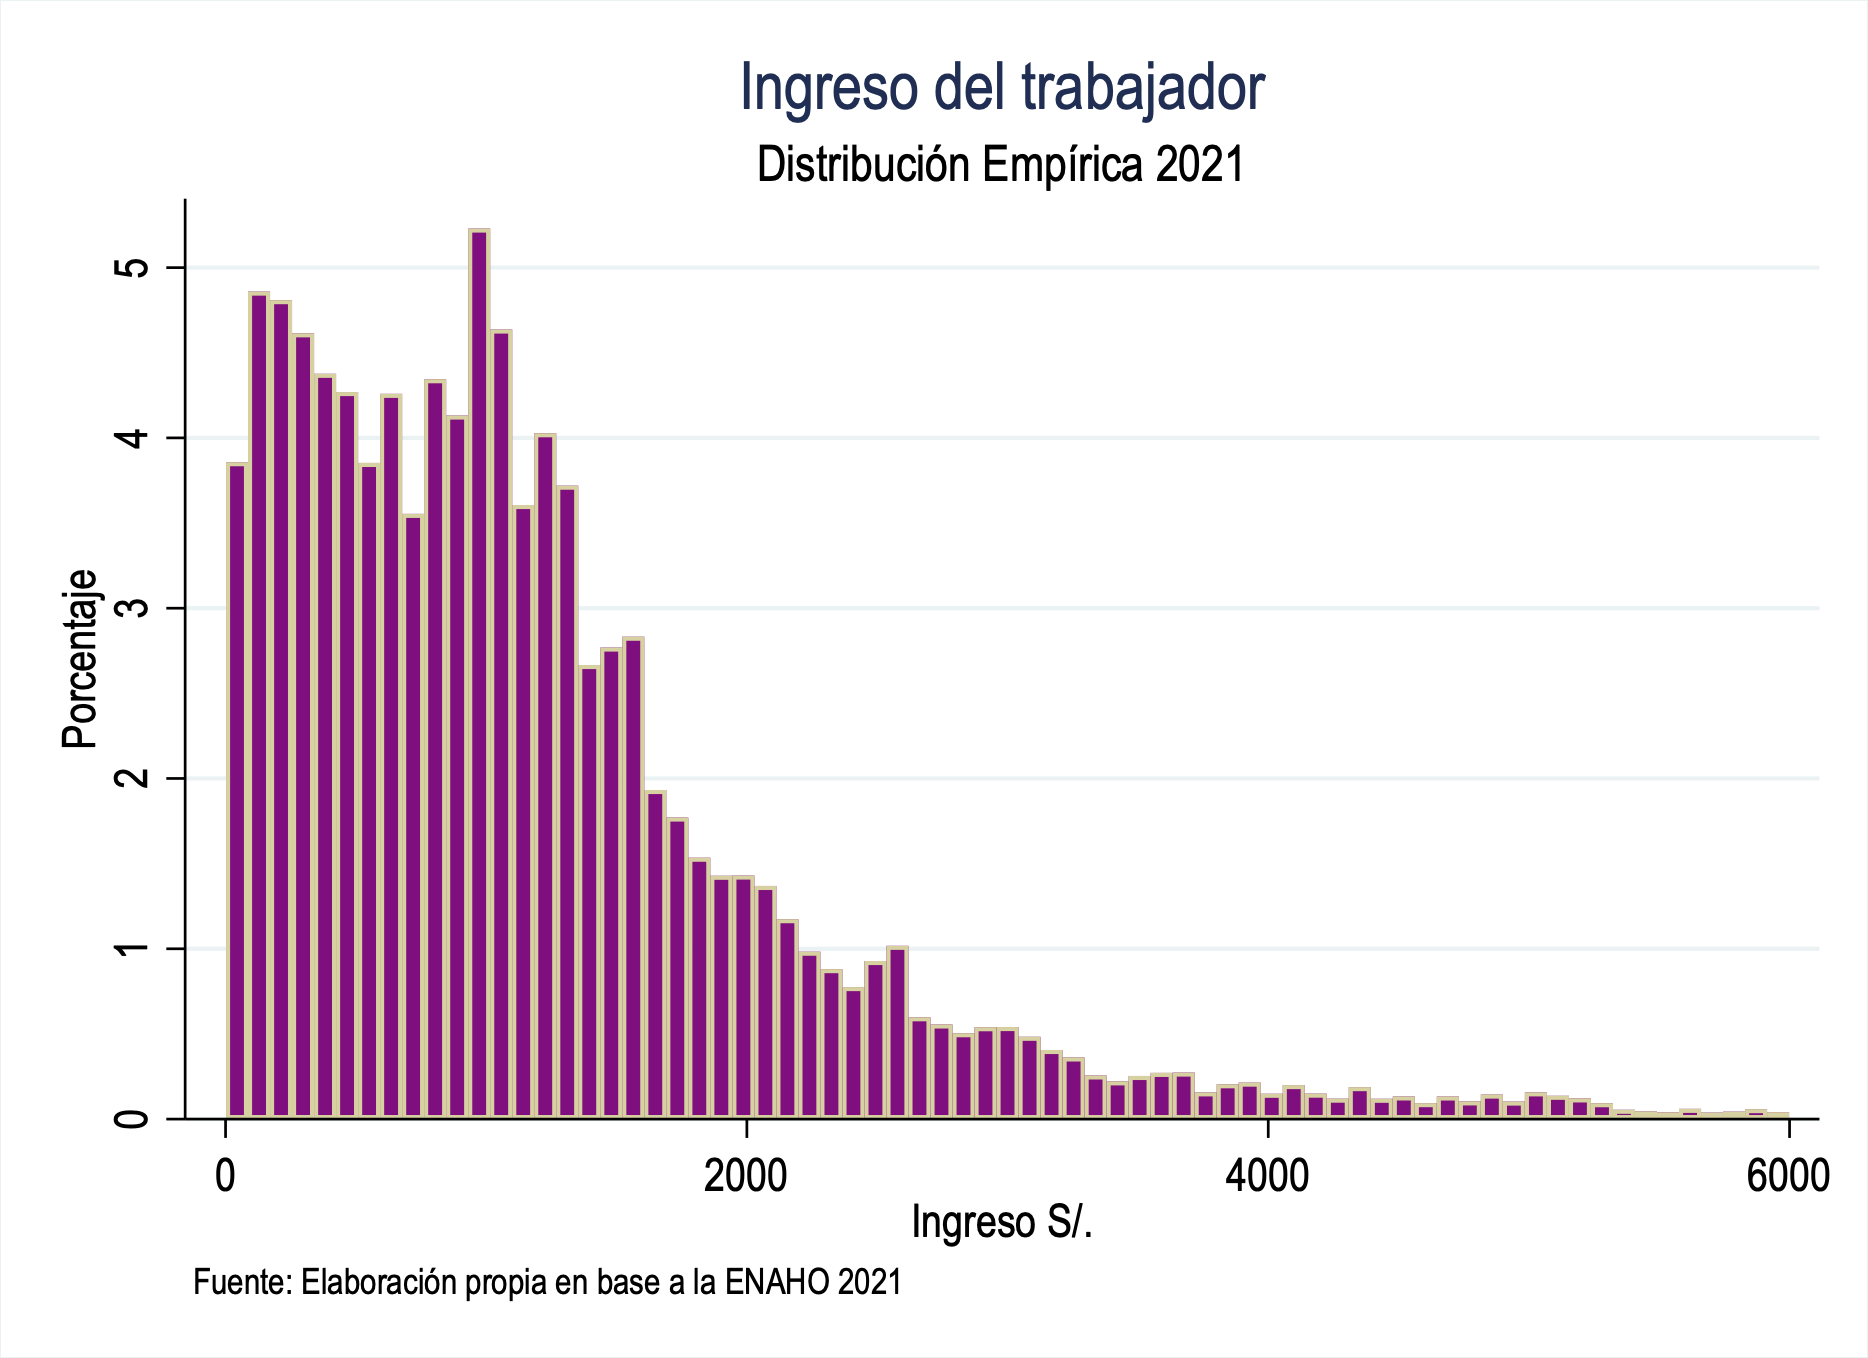 Ingreso del trabajador
Distribución Empírica 2021
Porcentaje
5
4
3
2
1
0
0 2000 4000 6000
Ingreso S/.
Fuente: Elaboración propia en base a la ENAHO 2021